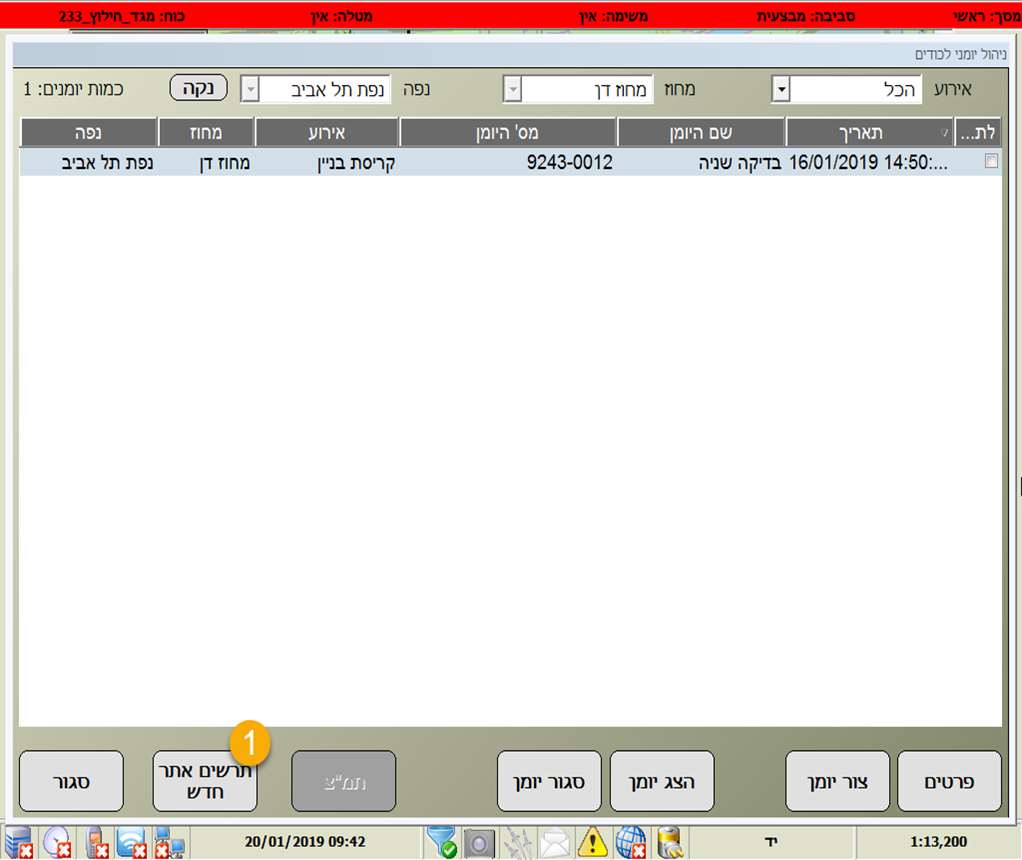 מסך: ראשי סביבה: מבצעית משימה: אין מטלה: אין כוח: מגד_חילוץ_233
ניהול יומני לכודים
אירוע הכל מחוז מחוז דן נפה נפת תל אביב נקה כמות יומנים: 1
לת... תאריך שם היומן מס' היומן אירוע מחוז נפה
16/01/2019 14:50:... בדיקה שניה 9243-0012 קריסת בניין מחוז דן נפת תל אביב
1
פרטים צור יומן הצג יומן סגור יומן תמ"צ תרשים אתר חדש סגור
1:13,200 יד 20/01/2019 09:42